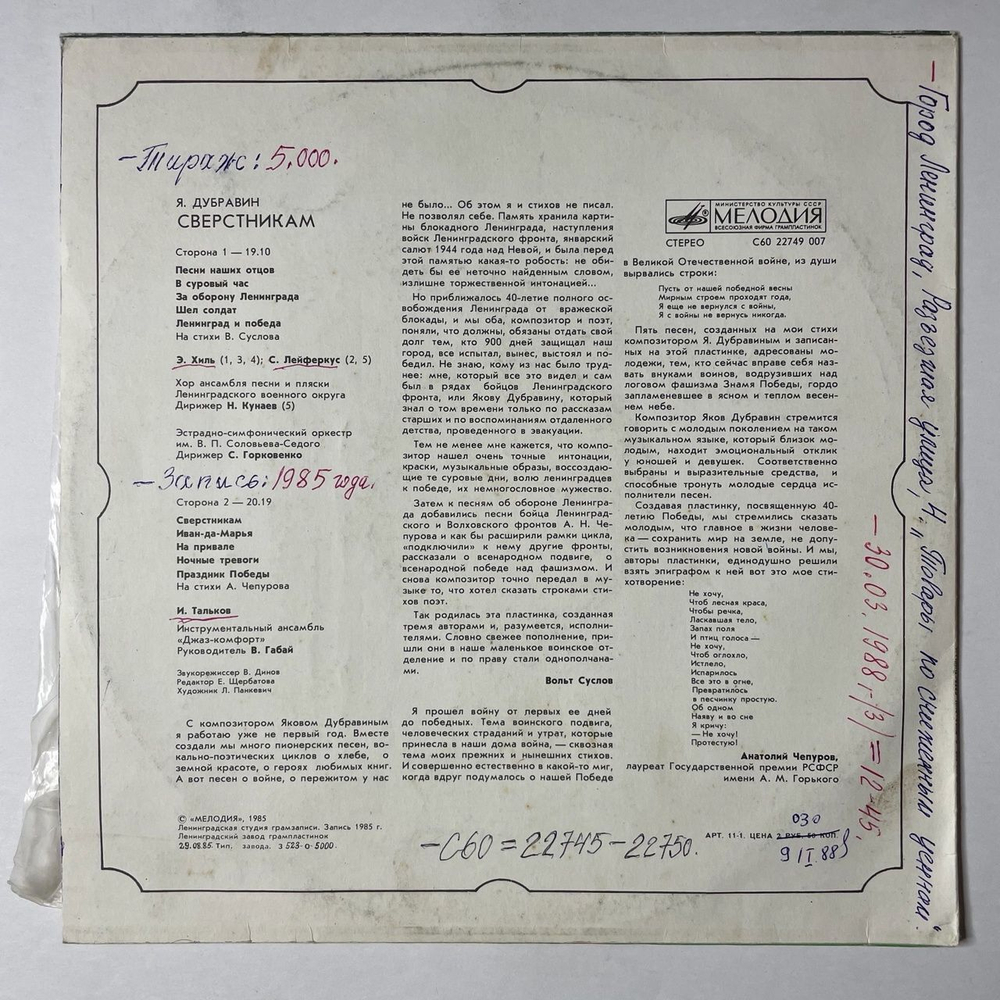 —Тираж: 5.000.
Я. ДУБРАВИН
СВЕРСТНИКАМ
Сторона 1 — 19.10
Песни наших отцов
В суровый час
За оборону Ленинграда
Шел солдат
Ленинград и победа
На стихи В. Суслова
Э. Хиль (1, 3, 4); С. Лейферкус (2, 5)
Хор ансамбля песни и пляски
Ленинградского военного округа
Дирижер Н. Кунаев (5)
Эстрадно-симфонический оркестр
им. В. П. Соловьева-Седого
Дирижер С. Горковенко
—Запись: 1985 года.
Сторона 2 — 20.19
Сверстникам
Иван-да-Марья
На привале
Ночные тревоги
Праздник Победы
На стихи А. Чепурова
И. Тальков
Инструментальный ансамбль
«Джаз-комфорт»
Руководитель В. Габай
Звукорежиссер В. Динов
Редактор Е. Щербатова
Художник Л. Панкевич
С композитором Яковом Дубравиным
я работаю уже не первый год. Вместе
создали мы много пионерских песен, во-
кально-поэтических циклов о хлебе, о
земной красоте, о героях любимых книг.
А вот песен о войне, о пережитом у нас
не было... Об этом я и стихов не писал.
Не позволял себе. Память хранила карти-
ны блокадного Ленинграда, наступления
войск Ленинградского фронта, январский
салют 1944 года над Невой, и была перед
этой памятью какая-то робость: не оби-
деть бы ее неточно найденным словом,
излишне торжественной интонацией...
Но приближалось 40-летие полного ос-
вобождения Ленинграда от вражеской
блокады, и мы оба, композитор и поэт,
поняли, что должны, обязаны отдать свой
долг тем, кто 900 дней защищал наш
город, все испытал, вынес, выстоял и по-
бедил. Не знаю, кому из нас было труд-
нее: мне, который все это видел и сам
был в рядах бойцов Ленинградского
фронта, или Якову Дубравину, который
знал о том времени только по рассказам
старших и по воспоминаниям отдаленного
детства, проведенного в эвакуации.
Тем не менее мне кажется, что компо-
зитор нашел очень точные интонации,
краски, музыкальные образы, воссоздаю-
щие те суровые дни, волю ленинградцев
к победе, их немногословное мужество.
Затем к песням об обороне Ленингра-
да добавились песни бойца Ленинград-
ского и Волховского фронтов А. Н. Че-
пурова и как бы расширили рамки цикла,
«подключили» к нему другие фронты,
рассказали о всенародном подвиге, о
всенародной победе над фашизмом. И
снова композитор точно передал в му-
зыке то, что хотел сказать строками сти-
хов поэт.
Так родилась эта пластинка, созданная
тремя авторами и, разумеется, исполни-
телями. Словно свежее пополнение, при-
шли они в наше маленькое воинское от-
деление и по праву стали однополчана-
ми.
Вольт Суслов
Я прошел войну от первых ее дней
до победных. Тема воинского подвига,
человеческих страданий и утрат, которые
принесла в наши дома война, — сквозная
тема моих прежних и нынешних стихов.
И совершенно естественно в какой-то миг,
когда вдруг подумалось о нашей Победе
МИНИСТЕРСТВО КУЛЬТУРЫ СССР
МЕЛОДИЯ
ВСЕСОЮЗНАЯ ФИРМА ГРАМПЛАСТИНОК
СТЕРЕО С60 22749 007
в Великой Отечественной войне, из души
вырвались строки:
Пусть от нашей победной весны
Мирным строем проходят года,
Я еще не вернулся с войны,
Я с войны не вернусь никогда.
Пять песен, созданных на мои стихи
композитором Я. Дубравиным и записан-
ных на этой пластинке, адресованы мо-
лодежи, тем, кто сейчас вправе себя назы-
вать внуками воинов, водрузивших над
логовом фашизма Знамя Победы, гордо
запламеневшее в ясном и теплом весен-
нем небе.
Композитор Яков Дубравин стремится
говорить с молодым поколением на таком
музыкальном языке, который близок мо-
лодым, находит эмоциональный отклик
у юношей и девушек. Соответственно
выбраны и выразительные средства, и
способные тронуть молодые сердца ис-
полнители песен.
Создавая пластинку, посвященную 40-
летию Победы, мы стремились сказать
молодым, что главное в жизни челове-
ка — сохранить мир на земле, не допу-
стить возникновения новой войны. И мы,
авторы пластинки, единодушно решили
взять эпиграфом к ней вот это мое сти-
хотворение:
Не хочу,
Чтоб лесная краса,
Чтобы речка,
Ласкавшая тело,
Запах поля
И птиц голоса —
Не хочу,
Чтоб оглохло,
Истлело,
Испарилось
Все это в огне,
Превратилось
в песчинку простую.
Об одном
Наяву и во сне
Я кричу:
— Не хочу!
Протестую!
Анатолий Чепуров,
лауреат Государственной премии РСФСР
имени А. М. Горького
© «МЕЛОДИЯ», 1985
Ленинградская студия грамзаписи. Запись 1985 г.
Ленинградский завод грампластинок
29.08.85. Тип. завода. З 523-0-5000.
—С60=22745—22750.
АРТ. 11-1. ЦЕНА 2 РУБ. 50 КОП.
030
9 I 88
—30.03.1988г.(3)=12-45.
—Город Ленинград, Разъезжая улица, Н „Товары по сниженным ценам."